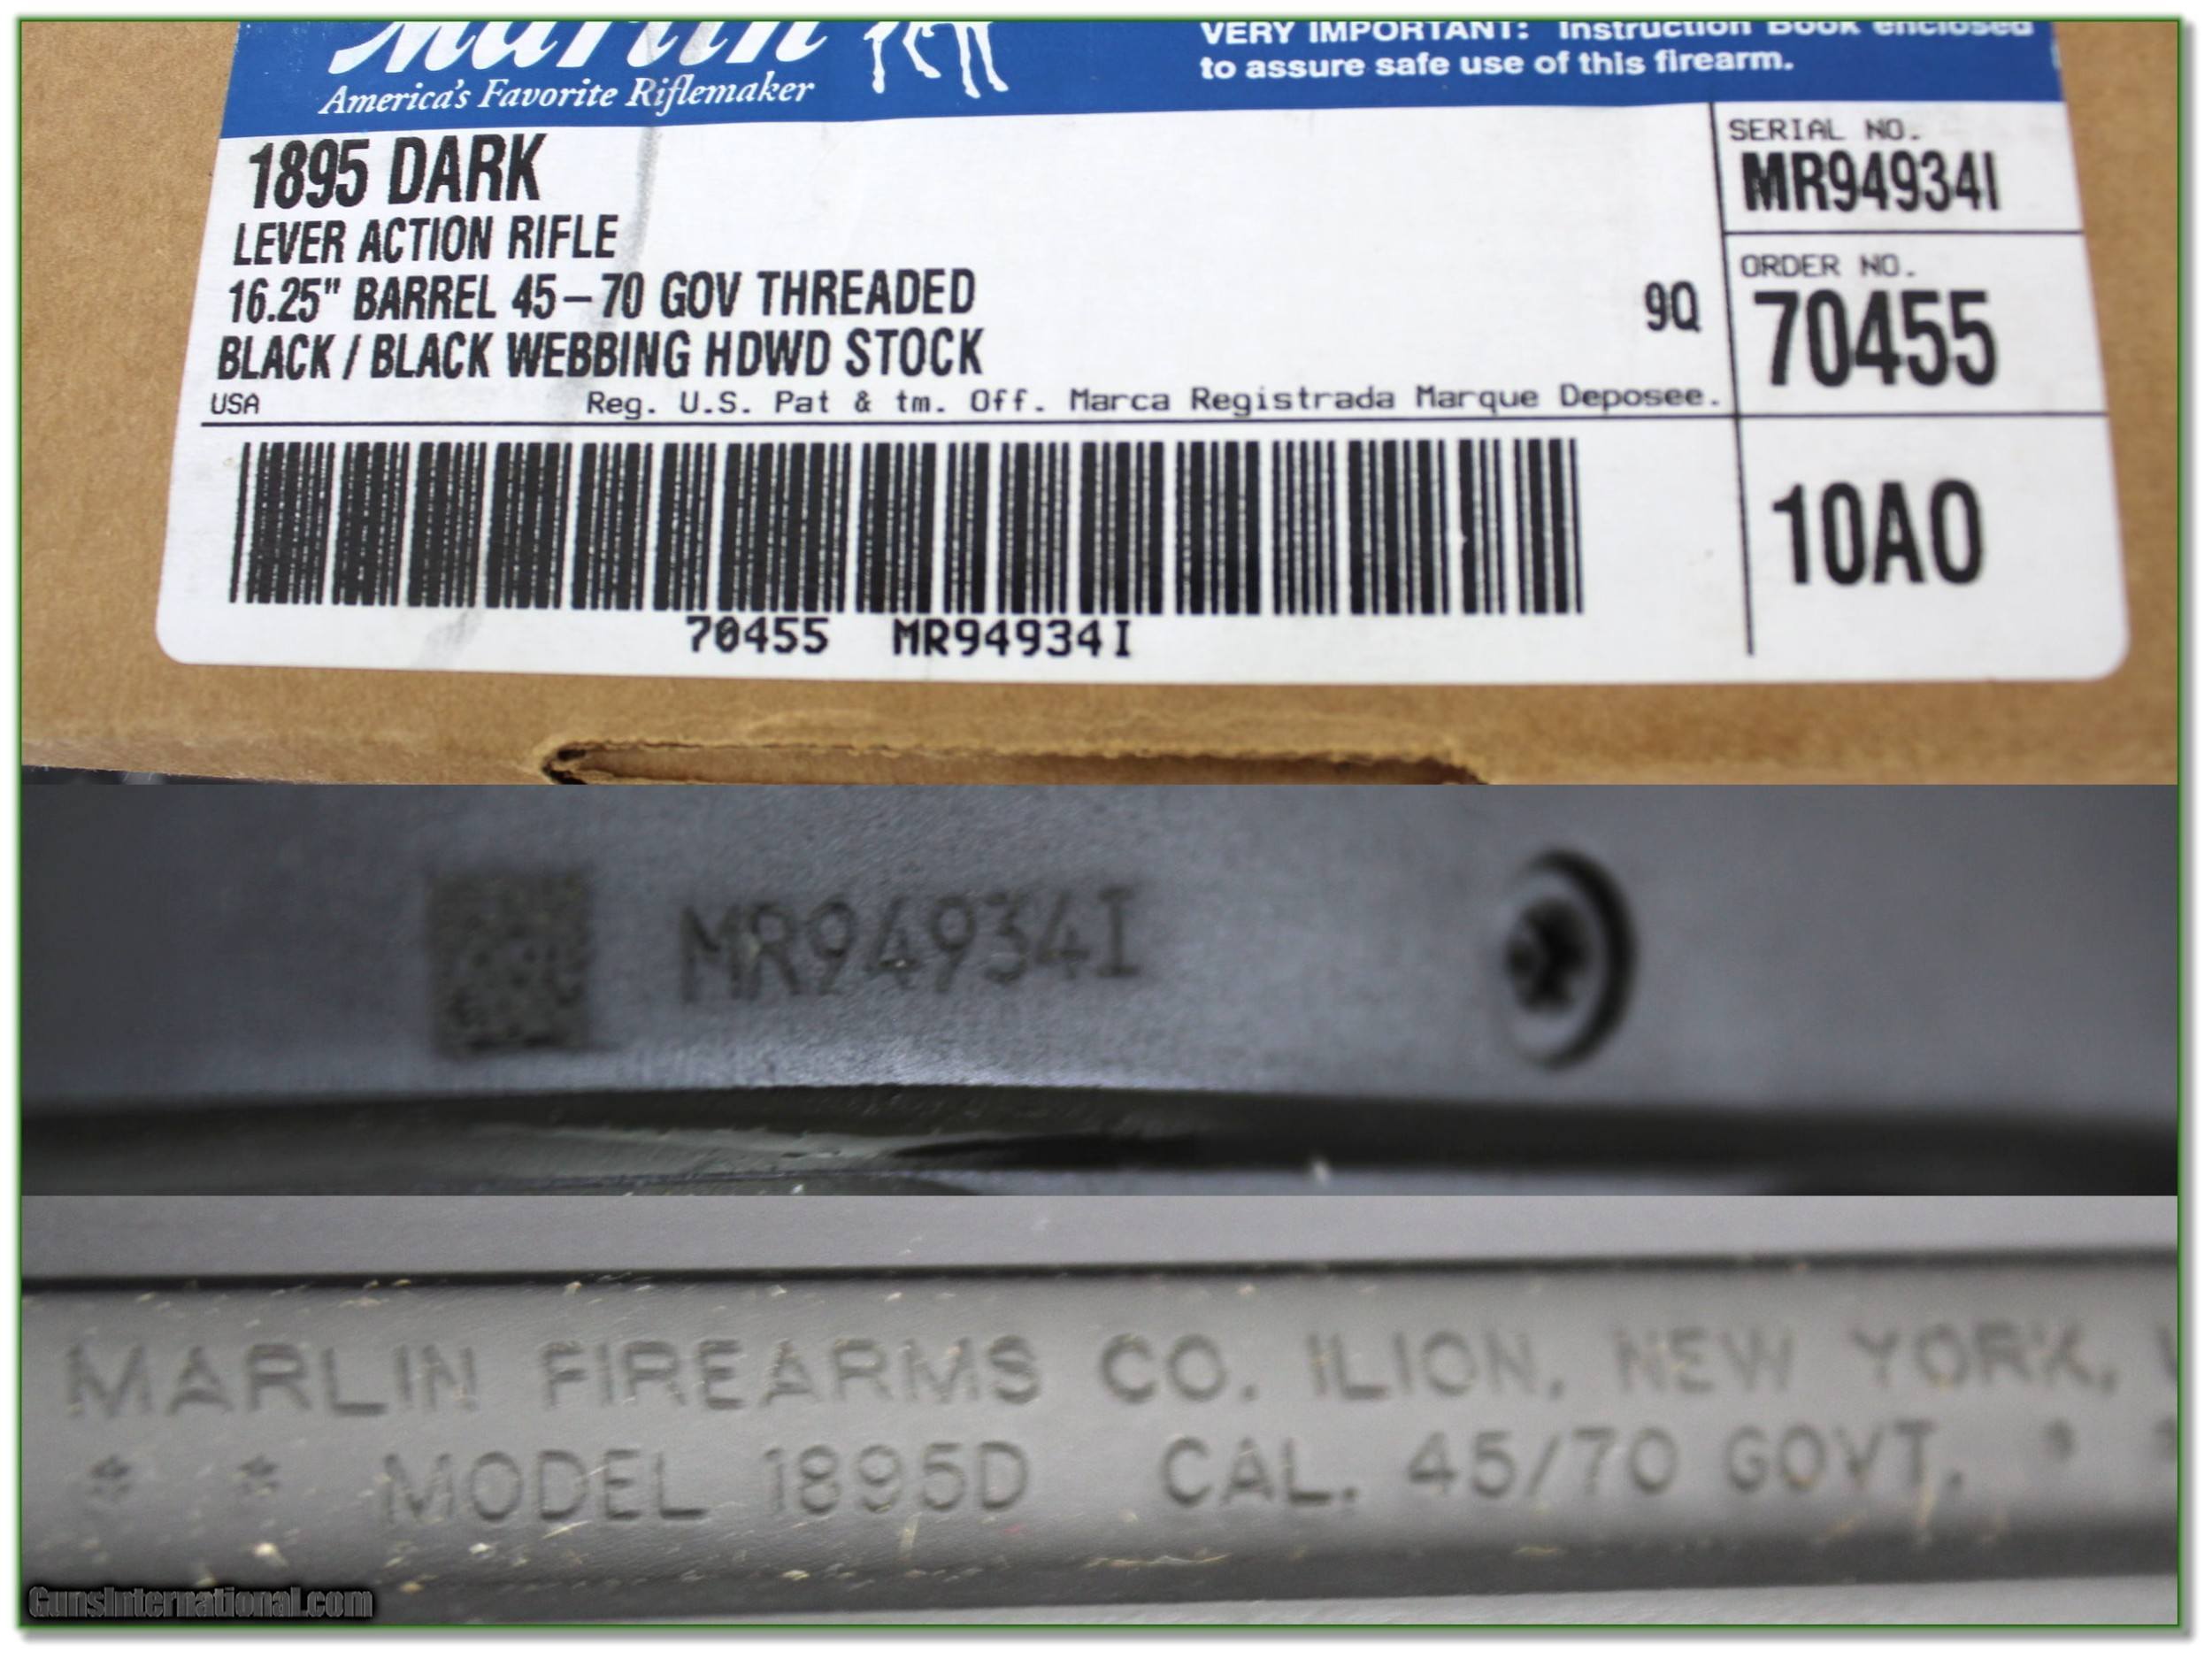 Marlin
America's Favorite Riflemaker
VERY IMPORTANT: Instruction Book enclosed
to assure safe use of this firearm.
1895 DARK
LEVER ACTION RIFLE
16.25" BARREL 45-70 GOV THREADED
BLACK / BLACK WEBBING HDWD STOCK
9Q
USA
Reg. U.S. Pat & tm. Off. Marca Registrada Marque Deposee.
SERIAL NO.
MR94934I
ORDER NO.
70455
10AO
70455 MR94934I
MR94934I
MARLIN FIREARMS CO. ILION, NEW YORK,
* * MODEL 1895D CAL. 45/70 GOVT. * *
GunsInternational.com